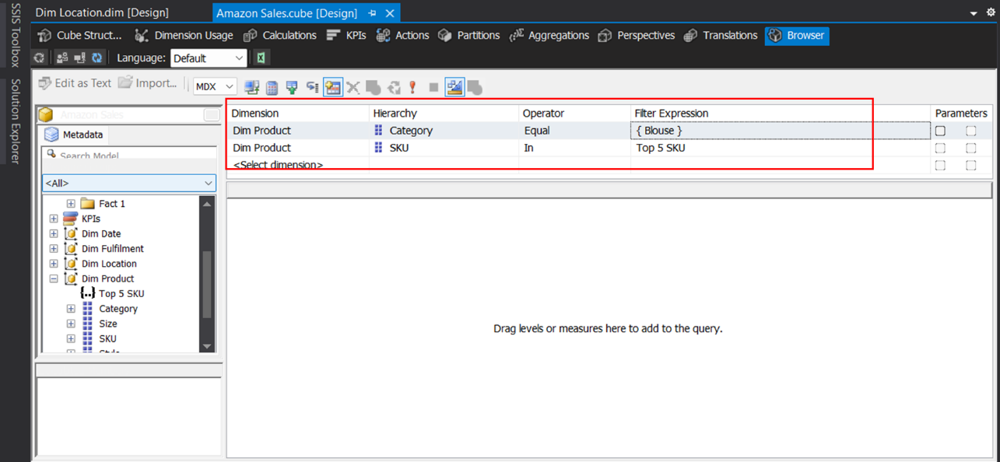 SSIS Toolbox
Solution Explorer
Dim Location.dim [Design]
Amazon Sales.cube [Design]
Cube Struct... Dimension Usage Calculations KPIs Actions Partitions Aggregations Perspectives Translations Browser
Language: Default
Edit as Text Import... MDX
Amazon Sales
Metadata
Search Model
<All>
Fact 1
KPIs
Dim Date
Dim Fulfilment
Dim Location
Dim Product
Top 5 SKU
Category
Size
SKU
Style
Dimension Hierarchy Operator Filter Expression Parameters
Dim Product Category Equal { Blouse }
Dim Product SKU In Top 5 SKU
<Select dimension>
Drag levels or measures here to add to the query.